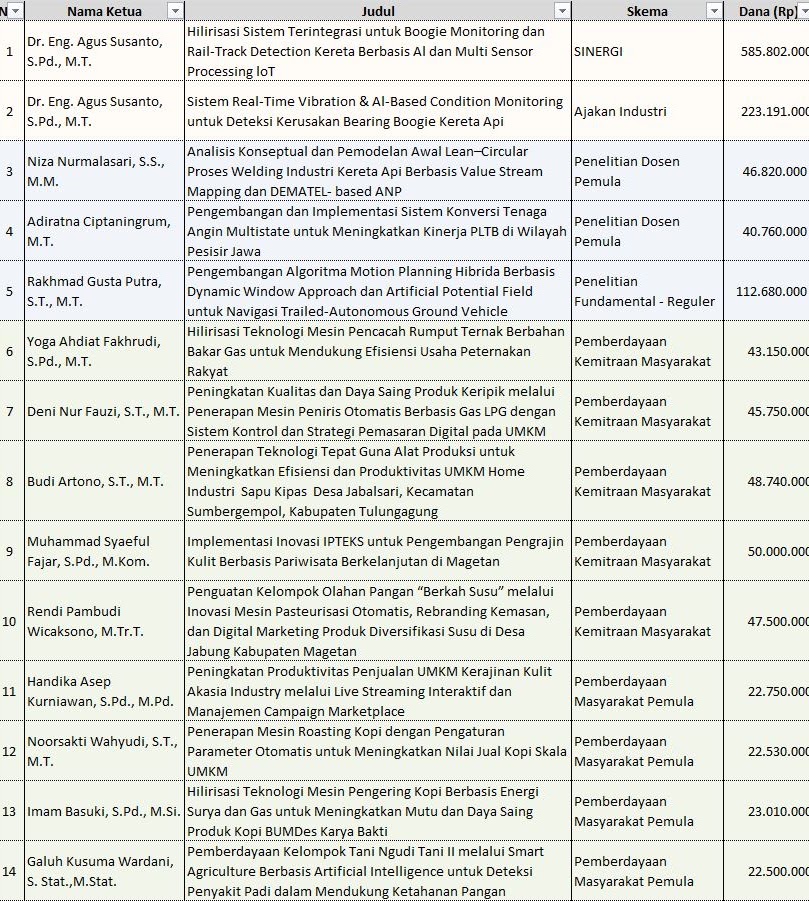 N Nama Ketua Judul Skema Dana (Rp)
1 Dr. Eng. Agus Susanto, S.Pd., M.T. Hilirisasi Sistem Terintegrasi untuk Boogie Monitoring dan
Rail-Track Detection Kereta Berbasis AI dan Multi Sensor
Processing IoT SINERGI 585.802.000
2 Dr. Eng. Agus Susanto, S.Pd., M.T. Sistem Real-Time Vibration & AI-Based Condition Monitoring
untuk Deteksi Kerusakan Bearing Boogie Kereta Api Ajakan Industri 223.191.000
3 Niza Nurmalasari, S.S., M.M. Analisis Konseptual dan Pemodelan Awal Lean–Circular
Proses Welding Industri Kereta Api Berbasis Value Stream
Mapping dan DEMATEL- based ANP Penelitian Dosen Pemula 46.820.000
4 Adiratna Ciptaningrum, M.T. Pengembangan dan Implementasi Sistem Konversi Tenaga
Angin Multistate untuk Meningkatkan Kinerja PLTB di Wilayah
Pesisir Jawa Penelitian Dosen Pemula 40.760.000
5 Rakhmad Gusta Putra, S.T., M.T. Pengembangan Algoritma Motion Planning Hibrida Berbasis
Dynamic Window Approach dan Artificial Potential Field
untuk Navigasi Trailed-Autonomous Ground Vehicle Penelitian Fundamental - Reguler 112.680.000
6 Yoga Ahdiat Fakhrudi, S.Pd., M.T. Hilirisasi Teknologi Mesin Pencacah Rumput Ternak Berbahan
Bakar Gas untuk Mendukung Efisiensi Usaha Peternakan
Rakyat Pemberdayaan Kemitraan Masyarakat 43.150.000
7 Deni Nur Fauzi, S.T., M.T. Peningkatan Kualitas dan Daya Saing Produk Keripik melalui
Penerapan Mesin Peniris Otomatis Berbasis Gas LPG dengan
Sistem Kontrol dan Strategi Pemasaran Digital pada UMKM Pemberdayaan Kemitraan Masyarakat 45.750.000
8 Budi Artono, S.T., M.T. Penerapan Teknologi Tepat Guna Alat Produksi untuk
Meningkatkan Efisiensi dan Produktivitas UMKM Home
Industri Sapu Kipas Desa Jabalsari, Kecamatan
Sumbergempol, Kabupaten Tulungagung Pemberdayaan Kemitraan Masyarakat 48.740.000
9 Muhammad Syaeful Fajar, S.Pd., M.Kom. Implementasi Inovasi IPTEKS untuk Pengembangan Pengrajin
Kulit Berbasis Pariwisata Berkelanjutan di Magetan Pemberdayaan Kemitraan Masyarakat 50.000.000
10 Rendi Pambudi Wicaksono, M.Tr.T. Penguatan Kelompok Olahan Pangan “Berkah Susu” melalui
Inovasi Mesin Pasteurisasi Otomatis, Rebranding Kemasan,
dan Digital Marketing Produk Diversifikasi Susu di Desa
Jabung Kabupaten Magetan Pemberdayaan Kemitraan Masyarakat 47.500.000
11 Handika Asep Kurniawan, S.Pd., M.Pd. Peningkatan Produktivitas Penjualan UMKM Kerajinan Kulit
Akasia Industry melalui Live Streaming Interaktif dan
Manajemen Campaign Marketplace Pemberdayaan Masyarakat Pemula 22.750.000
12 Noorsakti Wahyudi, S.T., M.T. Penerapan Mesin Roasting Kopi dengan Pengaturan
Parameter Otomatis untuk Meningkatkan Nilai Jual Kopi Skala
UMKM Pemberdayaan Masyarakat Pemula 22.530.000
13 Imam Basuki, S.Pd., M.Si. Hilirisasi Teknologi Mesin Pengering Kopi Berbasis Energi
Surya dan Gas untuk Meningkatkan Mutu dan Daya Saing
Produk Kopi BUMDes Karya Bakti Pemberdayaan Masyarakat Pemula 23.010.000
14 Galuh Kusuma Wardani, S. Stat.,M.Stat. Pemberdayaan Kelompok Tani Ngudi Tani II melalui Smart
Agriculture Berbasis Artificial Intelligence untuk Deteksi
Penyakit Padi dalam Mendukung Ketahanan Pangan Pemberdayaan Masyarakat Pemula 22.500.000